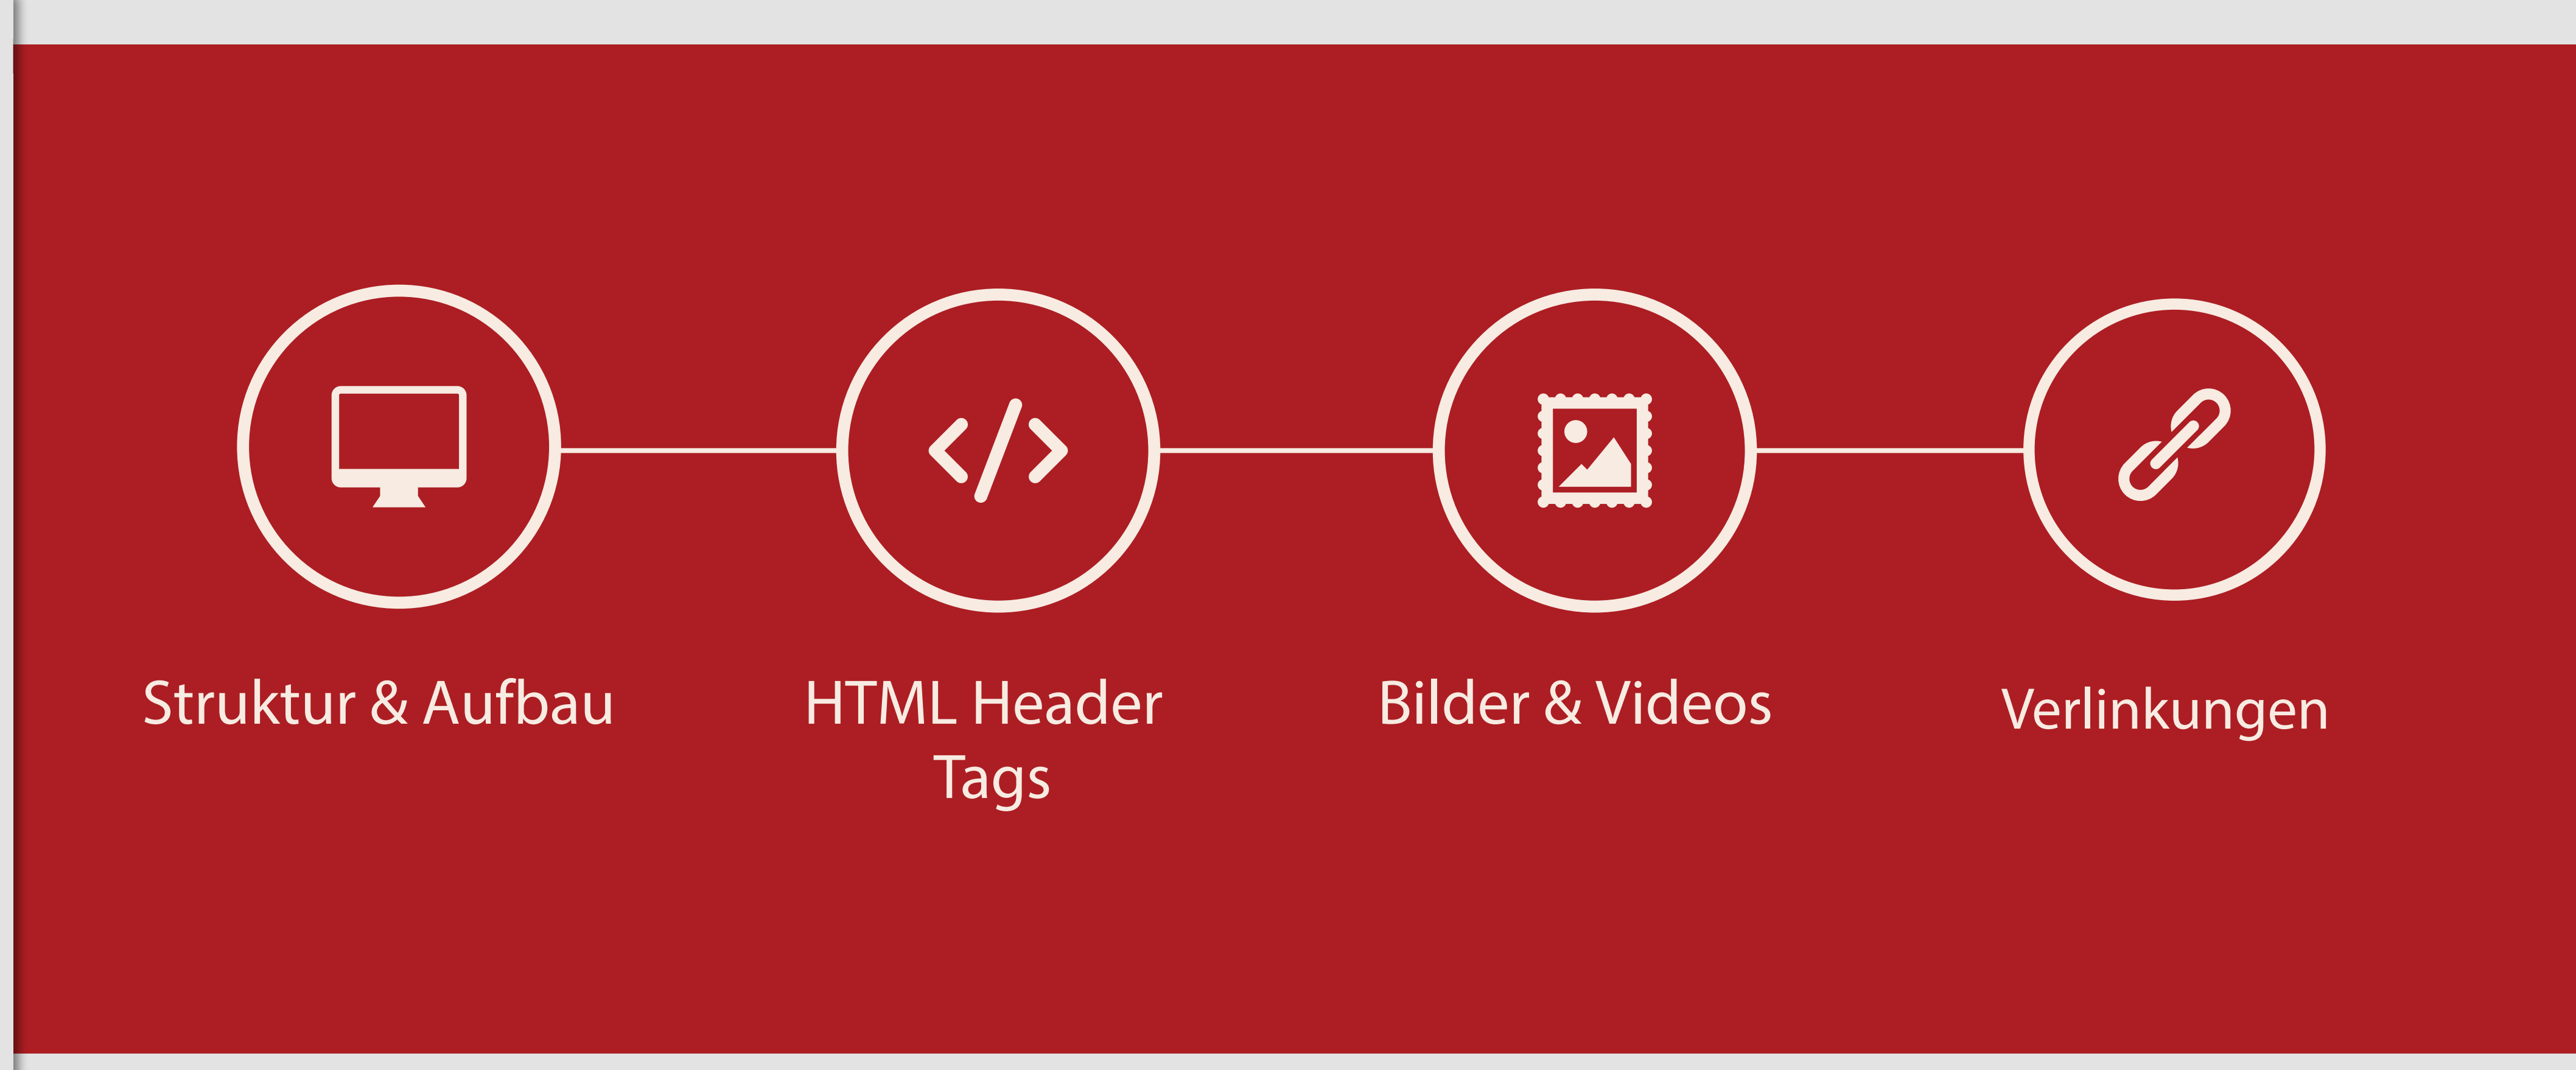 Struktur & Aufbau
HTML Header
Tags
Bilder & Videos
Verlinkungen